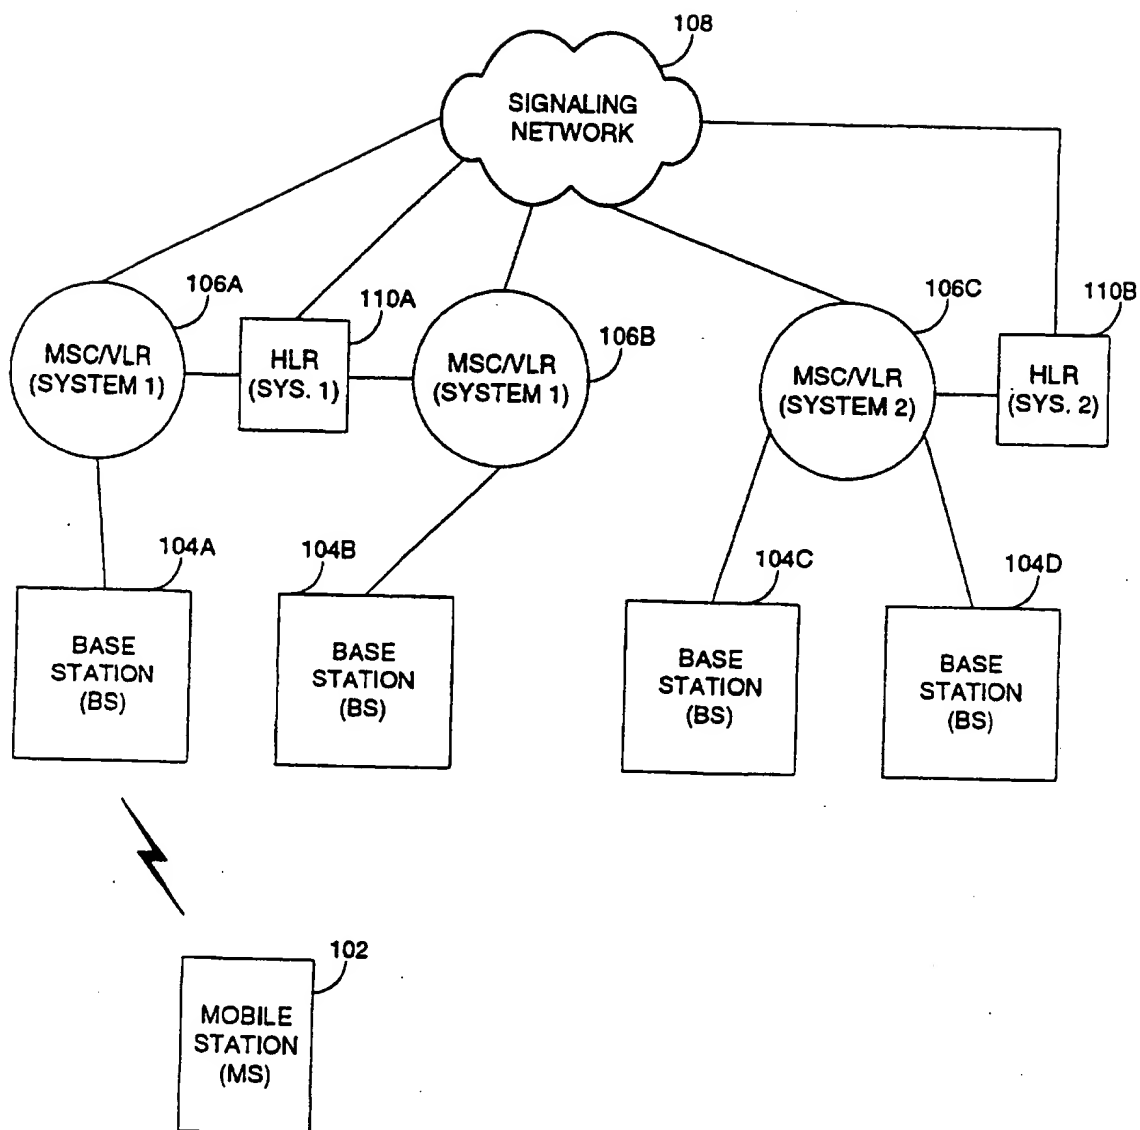 108
SIGNALING
NETWORK
106A
110A
106B
106C
110B
MSC/VLR
(SYSTEM 1)
HLR
(SYS. 1)
MSC/VLR
(SYSTEM 1)
MSC/VLR
(SYSTEM 2)
HLR
(SYS. 2)
104A
104B
104C
104D
BASE
STATION
(BS)
BASE
STATION
(BS)
BASE
STATION
(BS)
BASE
STATION
(BS)
102
MOBILE
STATION
(MS)